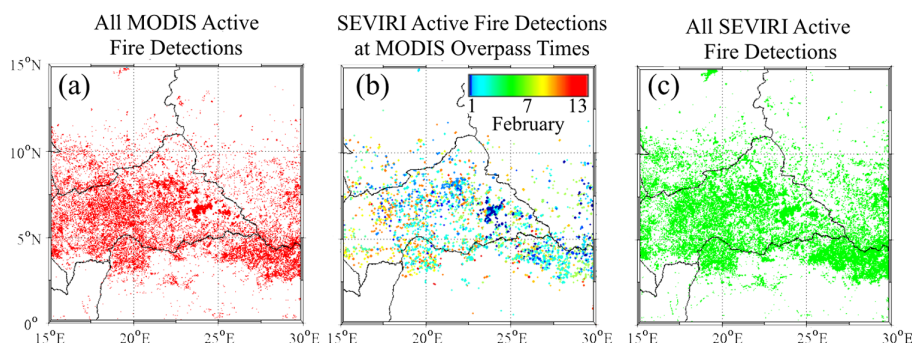 All MODIS Active
Fire Detections
SEVIRI Active Fire Detections
at MODIS Overpass Times
All SEVIRI Active
Fire Detections
15°N
10°N
5°N
0°
(a)
15°E
20°E
25°E
30°E
(b)
1 7 13
February
15°E
20°E
25°E
30°E
(c)
15°E
20°E
25°E
30°E